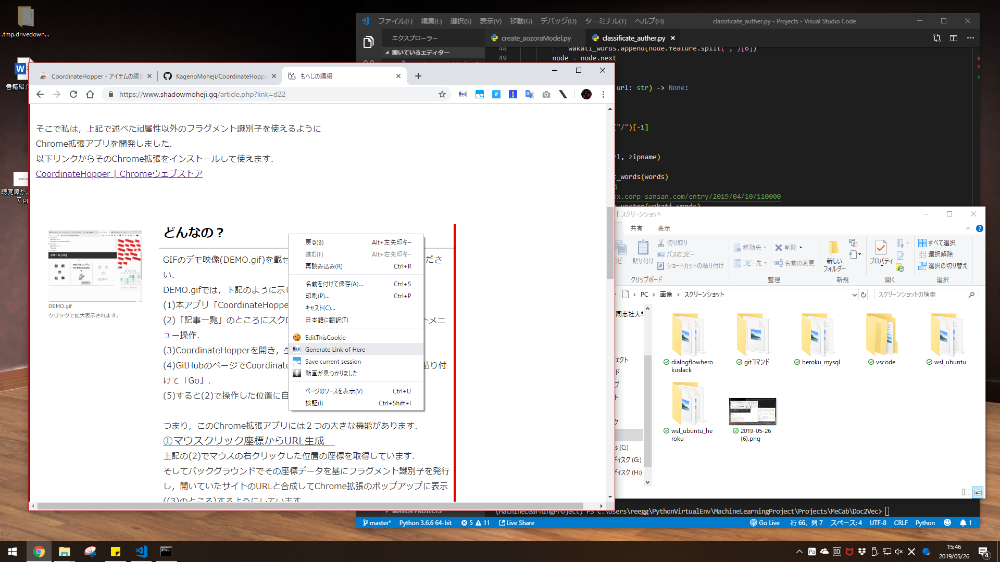 .tmp.drivedown...
書籍紹介
聴覚障がい
て.pp
ファイル(F) 編集(E) 選択(S) 表示(V) 移動(G) デバッグ(D) ターミナル(T) ヘルプ(H)
classificate_auther.py - Projects - Visual Studio Code
エクスプローラー
create_aozoraModel.py
classificate_auther.py
開いているエディター
48 wakati_words.append(node.feature.split(",")[6])
49 node = node.next
url: str) -> None:
"/")[-1]
rl, zipname)
t_words(words)
ox.corp-sansan.com/entry/2019/04/10/110000
CoordinateHopper - アイテムの編集
KagenoMoheji/CoordinateHoppe
もへじの編綴
https://www.shadowmoheji.gq/article.php?link=d22
そこで私は，上記で述べたid属性以外のフラグメント識別子を使えるように
Chrome拡張アプリを開発しました．
以下リンクからそのChrome拡張をインストールして使えます．
CoordinateHopper | Chromeウェブストア
記事一覧 [All]
DEMO.gif
クリックで拡大表示されます。
どんなの？
GIFのデモ映像(DEMO.gif)を載せ
ださ
い．
DEMO.gifでは，下記のように示し
(1)本アプリ「CoordinateHopper
(2)「記事一覧」のところにスクロ
トメニ
ュー操作．
(3)CoordinateHopperを開き，生
(4)GitHubのページでCoordinate
貼り付
けて「Go」．
(5)すると(2)で操作した位置に自
つまり，このChrome拡張アプリには２つの大きな機能があります．
①マウスクリック座標からURL生成
上記の(2)でマウスの右クリックした位置の座標を取得しています．
そしてバックグラウンドでその座標データを基にフラグメント識別子を発行
し，開いていたサイトのURLと合成してChrome拡張のポップアップに表示
((3)のところ)するようにしています．
戻る(B) Alt+左矢印キー
進む(F) Alt+右矢印キー
再読み込み(R) Ctrl+R
名前を付けて保存(A)... Ctrl+S
印刷(P)... Ctrl+P
キャスト(C)...
日本語に翻訳(T)
EditThisCookie
Generate Link of Here
Save current session
動画が見つかりました
ページのソースを表示(V) Ctrl+U
検証(I) Ctrl+Shift+I
スクリーンショット
共有 表示
コピー
貼り付け
切り取り
パスのコピー
ショートカットの貼り付け
クリップボード
移動先
コピー先
削除
名前の変更
整理
新しい
フォルダー
新規
プロパティ
開く
すべて選択
選択解除
選択の切り替え
選択
PC > 画像 > スクリーンショット
スクリーンショットの検索
同志社大学
ェクト
ド
プ
ト
ク
s (C:)
ディスク (G:)
ディスク (H:)
dialogflowhero
kuslack
gitコマンド
heroku_mysql
vscode
wsl_ubuntu
wsl_ubuntu_he
roku
2019-05-26
(6).png
MAVEN PROJECTS
(MachineLearningProject) PS C:\Users\reegg\PythonVirtualEnv\MachineLearningProject\Projects\MeCab\Doc2Vec>
master* Python 3.6.6 64-bit 5 11 Live Share
Go Live 行 66、列 7 スペース: 4 UTF-8 CRLF Python 1
15:46
2019/05/26
4